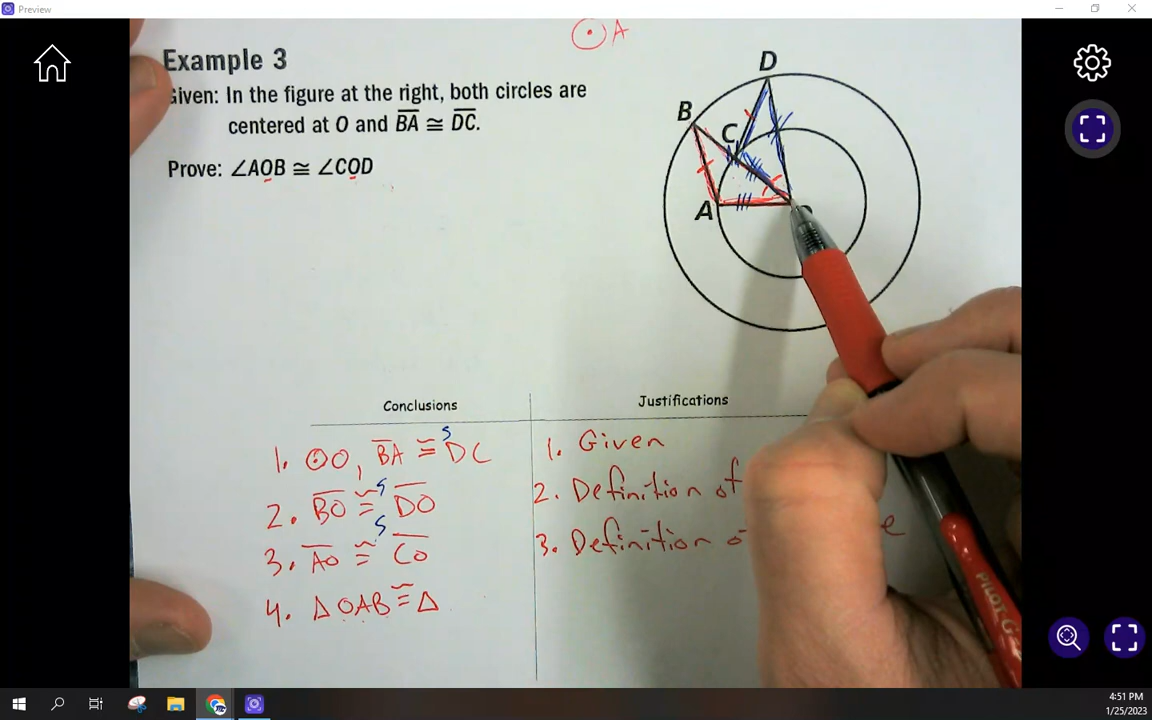 Preview
⊙A
Example 3
Given: In the figure at the right, both circles are
centered at O and BA ≅ DC.
Prove: ∠AOB ≅ ∠COD
D
B
C
A
Conclusions
Justifications
1. ⊙O, BA ≅ DC
S
1. Given
2. BO ≅ DO
S
2. Definition of
3. AO ≅ CO
S
3. Definition
4. △OAB ≅ △
PILOT G
4:51 PM
1/25/2023